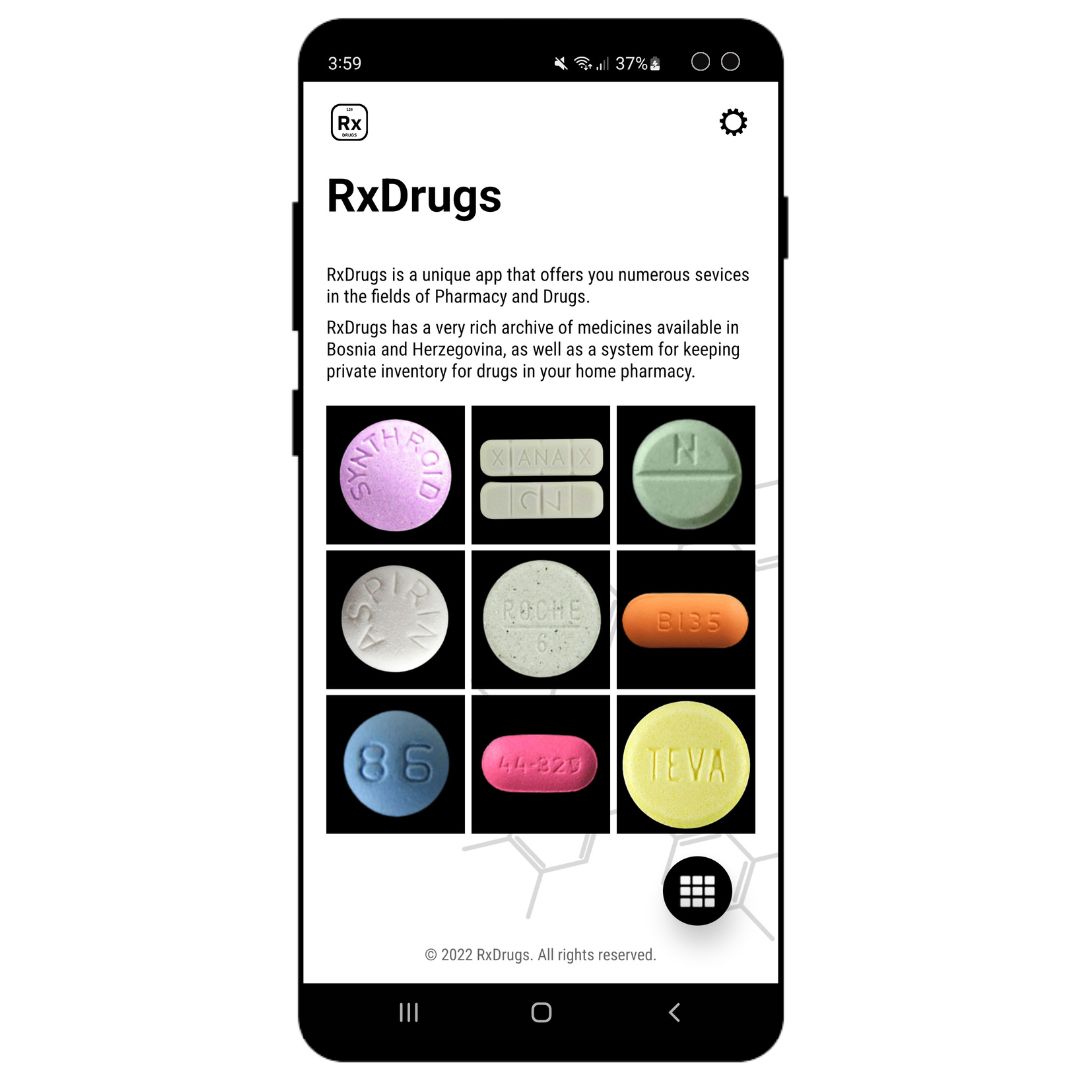 3:59
37%
129
Rx
DRUGS
RxDrugs
RxDrugs is a unique app that offers you numerous sevices
in the fields of Pharmacy and Drugs.
RxDrugs has a very rich archive of medicines available in
Bosnia and Herzegovina, as well as a system for keeping
private inventory for drugs in your home pharmacy.
SYNTHROID
XANAX
N
ASPIRIN
ROCHE
6
B135
86
44-329
TEVA
© 2022 RxDrugs. All rights reserved.